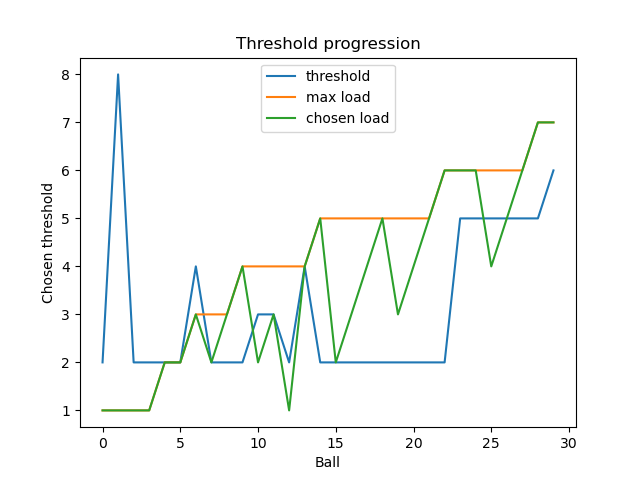 Threshold progression
threshold
max load
chosen load
Chosen threshold
8
7
6
5
4
3
2
1
0 5 10 15 20 25 30
Ball